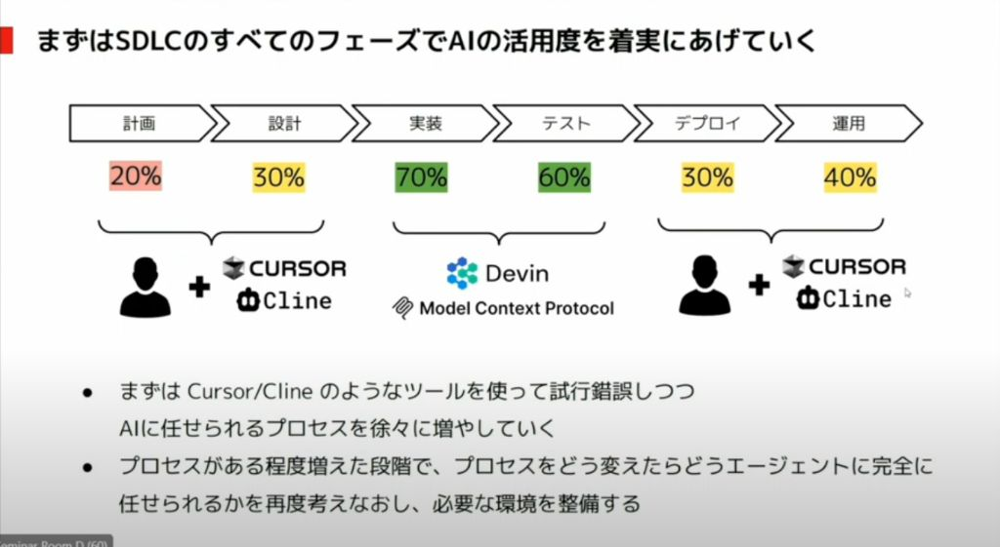 まずはSDLCのすべてのフェーズでAIの活用度を着実にあげていく
計画 設計 実装 テスト デプロイ 運用
20% 30% 70% 60% 30% 40%
CURSOR Devin CURSOR
Cline Model Context Protocol Cline
● まずは Cursor/Cline のようなツールを使って試行錯誤しつつ
AIに任せられるプロセスを徐々に増やしていく
● プロセスがある程度増えた段階で、プロセスをどう変えたらどうエージェントに完全に
任せられるかを再度考えなおし、必要な環境を整備する
Room D (60)